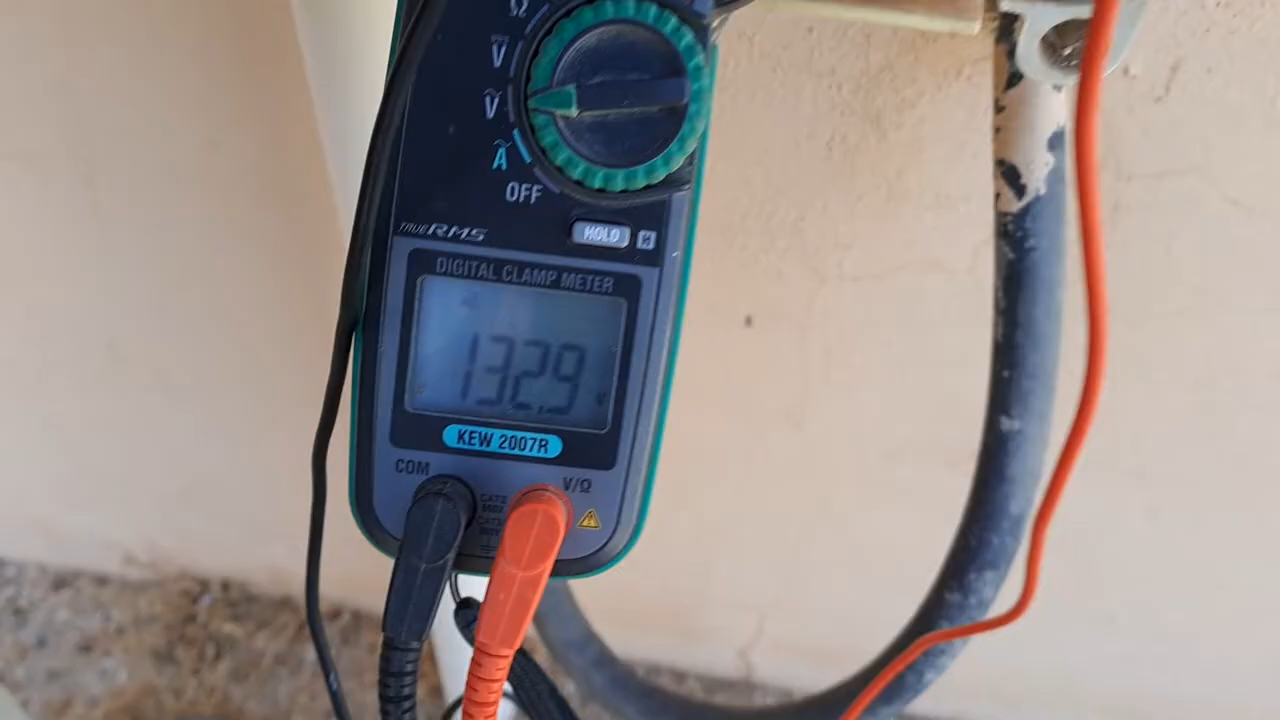 Ω
V
Ṽ
Ã
OFF
TRUE RMS
HOLD H
DIGITAL CLAMP METER
132.9
V
KEW 2007R
COM
V/Ω